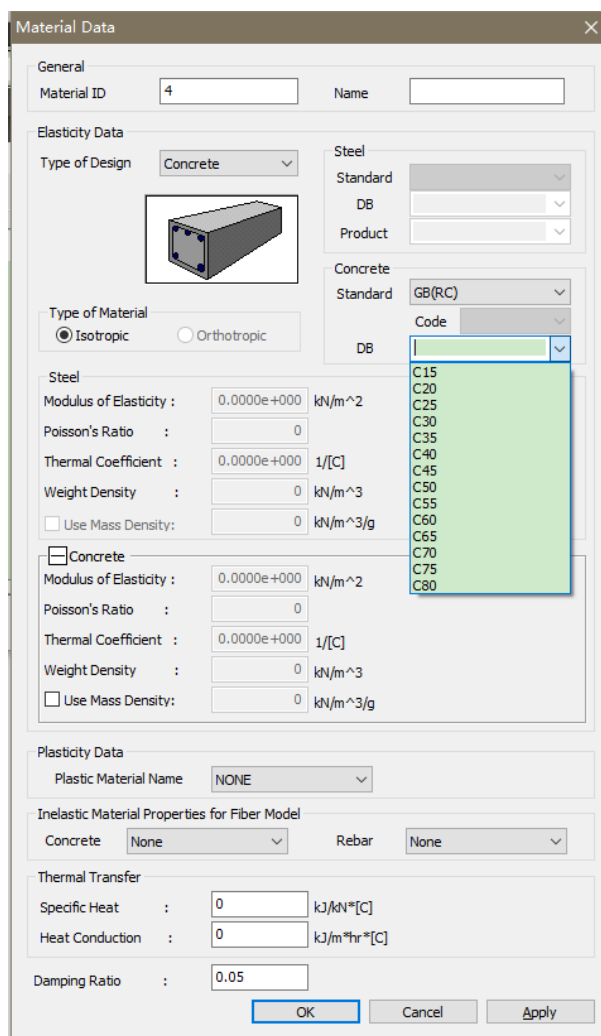 Material Data
General
Material ID 4 Name
Elasticity Data
Type of Design Concrete
Steel
Standard
DB
Product
Concrete
Standard GB(RC)
Code
DB
Type of Material
Isotropic Orthotropic
C15
C20
C25
C30
C35
C40
C45
C50
C55
C60
C65
C70
C75
C80
Steel
Modulus of Elasticity : 0.0000e+000 kN/m^2
Poisson's Ratio : 0
Thermal Coefficient : 0.0000e+000 1/[C]
Weight Density : 0 kN/m^3
Use Mass Density: 0 kN/m^3/g
Concrete
Modulus of Elasticity : 0.0000e+000 kN/m^2
Poisson's Ratio : 0
Thermal Coefficient : 0.0000e+000 1/[C]
Weight Density : 0 kN/m^3
Use Mass Density: 0 kN/m^3/g
Plasticity Data
Plastic Material Name NONE
Inelastic Material Properties for Fiber Model
Concrete None Rebar None
Thermal Transfer
Specific Heat : 0 kJ/kN*[C]
Heat Conduction : 0 kJ/m*hr*[C]
Damping Ratio : 0.05
OK Cancel Apply